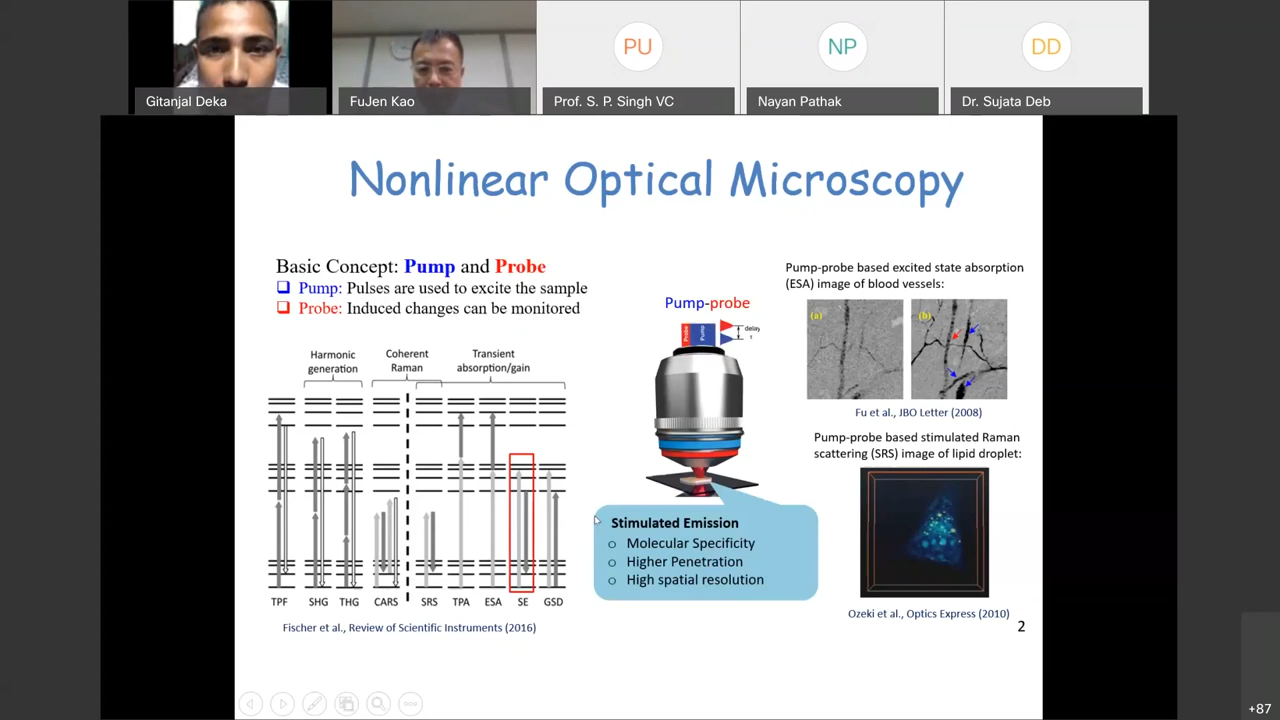 PU
NP
DD
Gitanjal Deka
FuJen Kao
Prof. S. P. Singh VC
Nayan Pathak
Dr. Sujata Deb
Nonlinear Optical Microscopy
Basic Concept: Pump and Probe
Pump: Pulses are used to excite the sample
Probe: Induced changes can be monitored
Harmonic
generation
Coherent
Raman
Transient
absorption/gain
TPF SHG THG CARS SRS TPA ESA SE GSD
Fischer et al., Review of Scientific Instruments (2016)
Pump-probe
Probe
Pump
delay
τ
Stimulated Emission
Molecular Specificity
Higher Penetration
High spatial resolution
Pump-probe based excited state absorption
(ESA) image of blood vessels:
(a)
(b)
Fu et al., JBO Letter (2008)
Pump-probe based stimulated Raman
scattering (SRS) image of lipid droplet:
Ozeki et al., Optics Express (2010)
2
+87